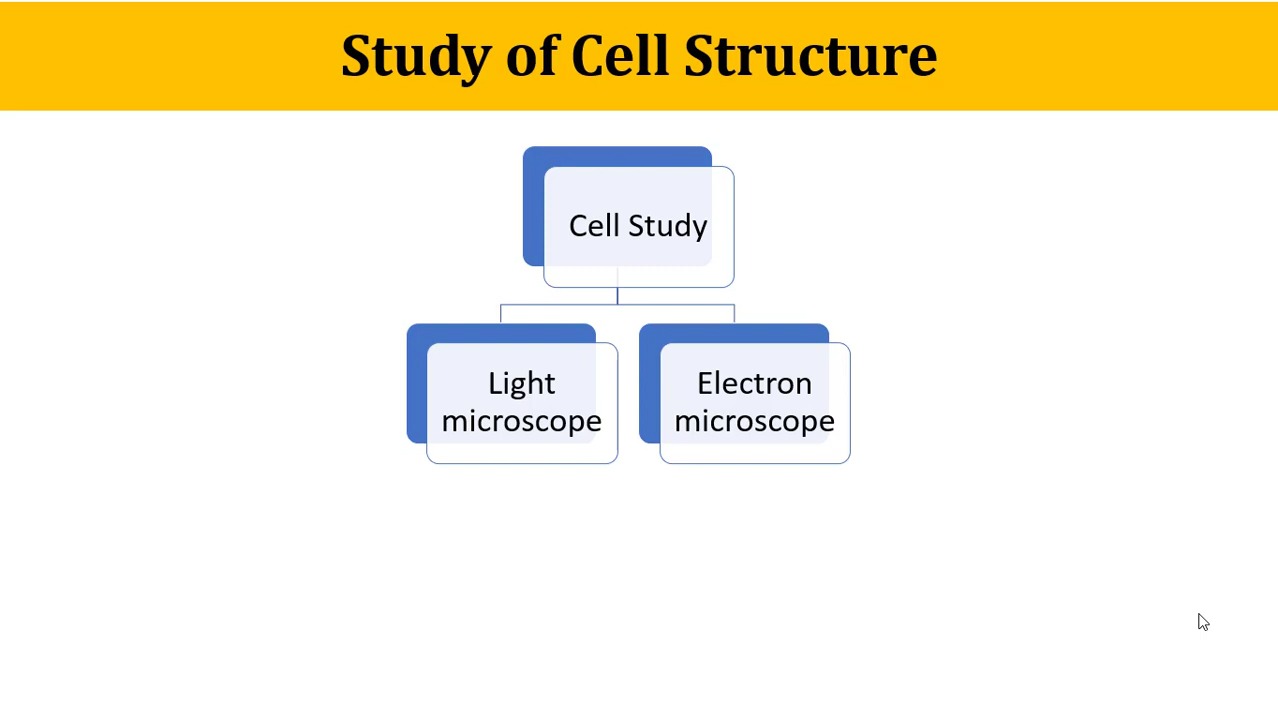 Study of Cell Structure
Cell Study
Light
microscope
Electron
microscope